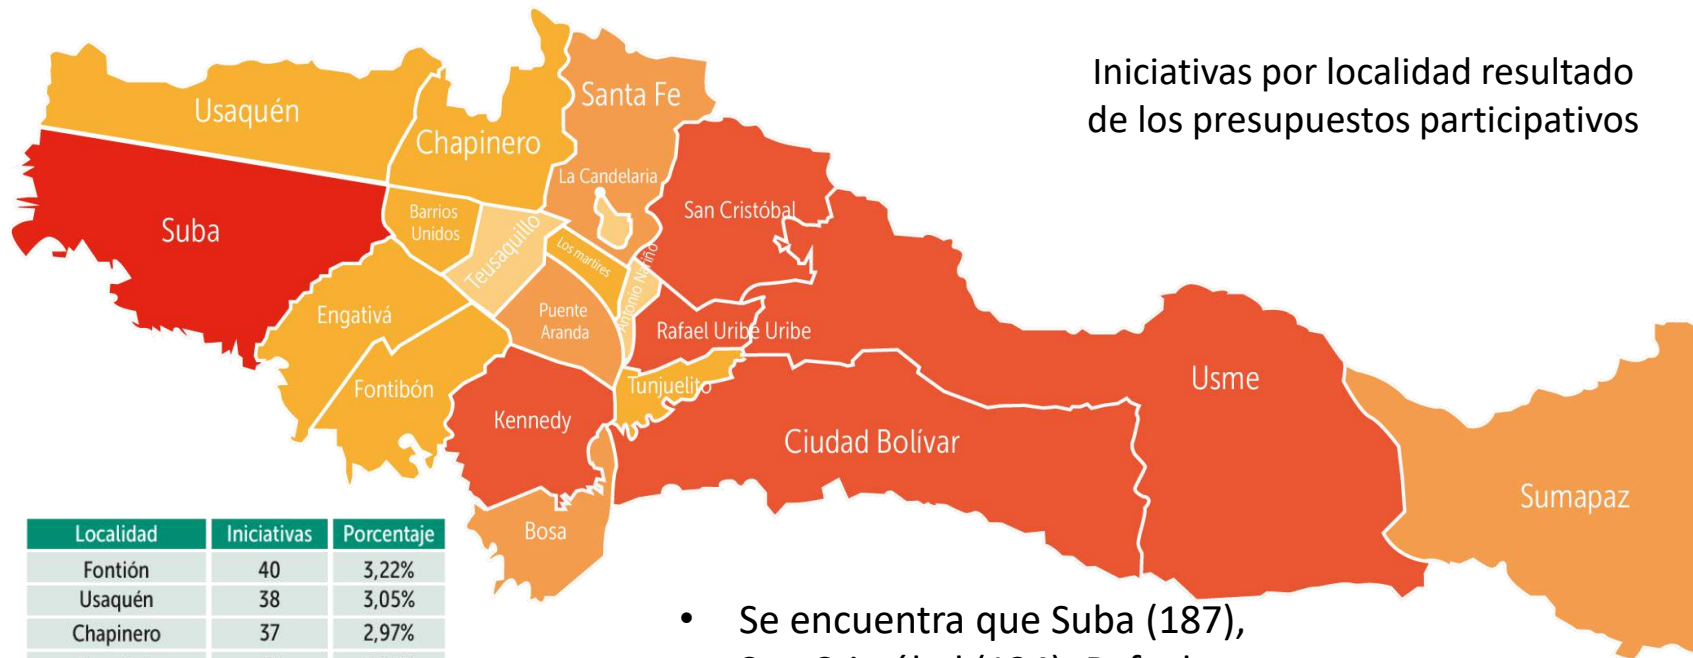 Iniciativas por localidad resultado
de los presupuestos participativos
Usaquén
Chapinero
Santa Fe
La Candelaria
Suba
Barrios
Unidos
Teusaquillo
Los martires
Antonio Nariño
San Cristóbal
Engativá
Puente
Aranda
Rafael Uribe Uribe
Fontibón
Tunjuelito
Usme
Kennedy
Ciudad Bolívar
Sumapaz
Bosa
Localidad Iniciativas Porcentaje
Fontión 40 3,22%
Usaquén 38 3,05%
Chapinero 37 2,97%
• Se encuentra que Suba (187),